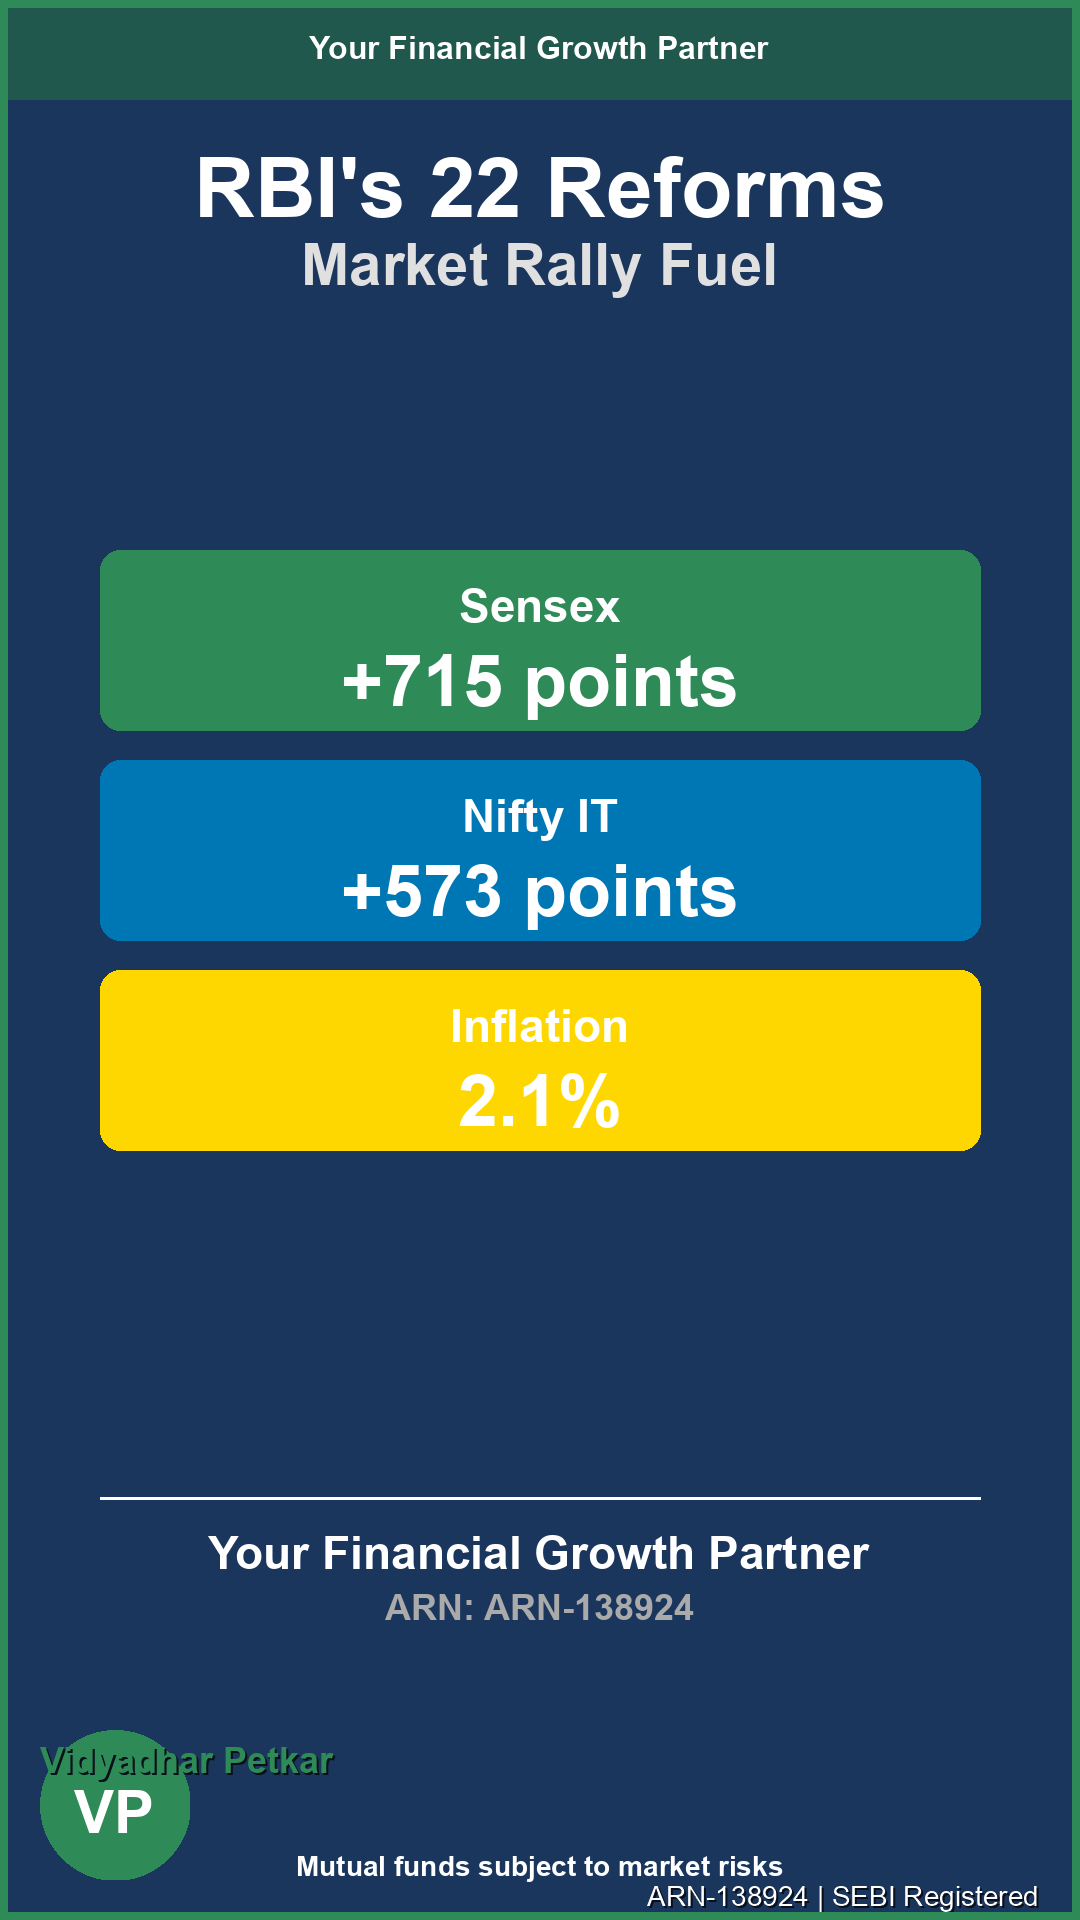 Your Financial Growth Partner
RBI's 22 Reforms
Market Rally Fuel
Sensex
+715 points
Nifty IT
+573 points
Inflation
2.1%
Your Financial Growth Partner
ARN: ARN-138924
Vidyadhar Petkar
VP
Mutual funds subject to market risks
ARN-138924 | SEBI Registered